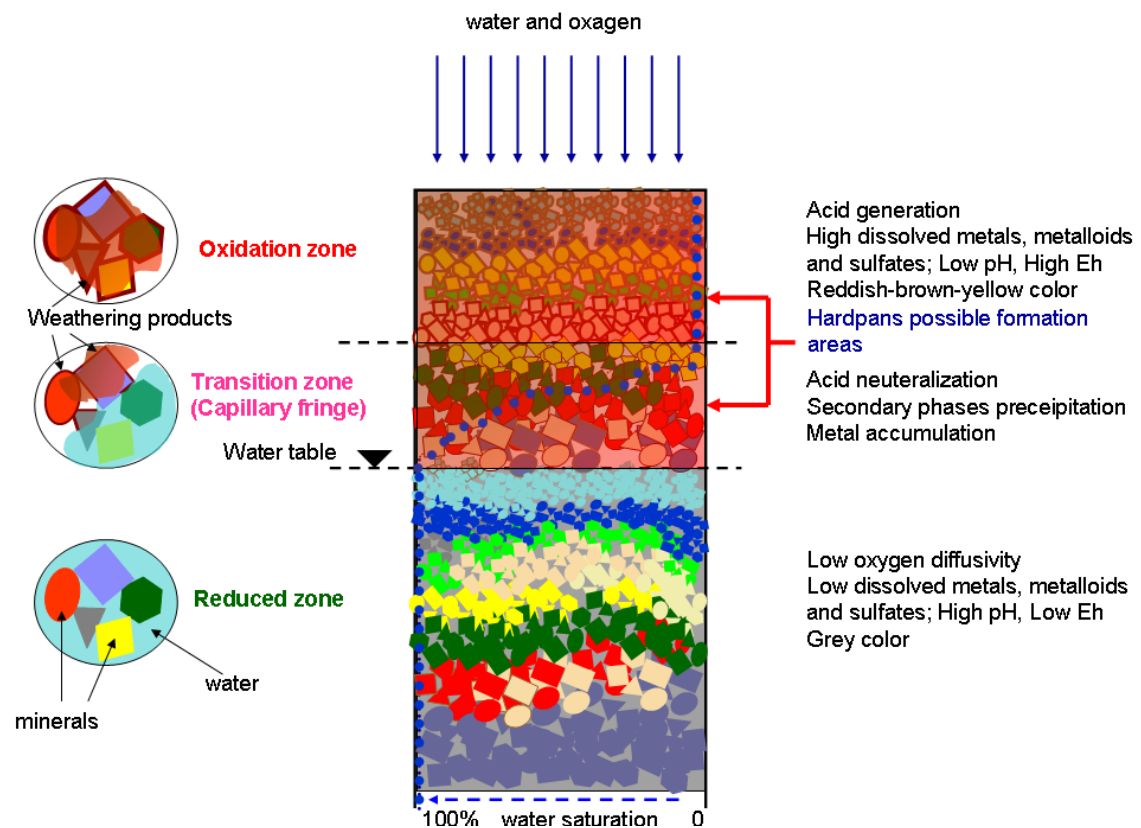 water and oxagen
Oxidation zone
Weathering products
Transition zone
(Capillary fringe)
Water table
Reduced zone
water
minerals
Acid generation
High dissolved metals, metalloids
and sulfates; Low pH, High Eh
Reddish-brown-yellow color
Hardpans possible formation
areas
Acid neuteralization
Secondary phases preceipitation
Metal accumulation
Low oxygen diffusivity
Low dissolved metals, metalloids
and sulfates; High pH, Low Eh
Grey color
100% water saturation 0